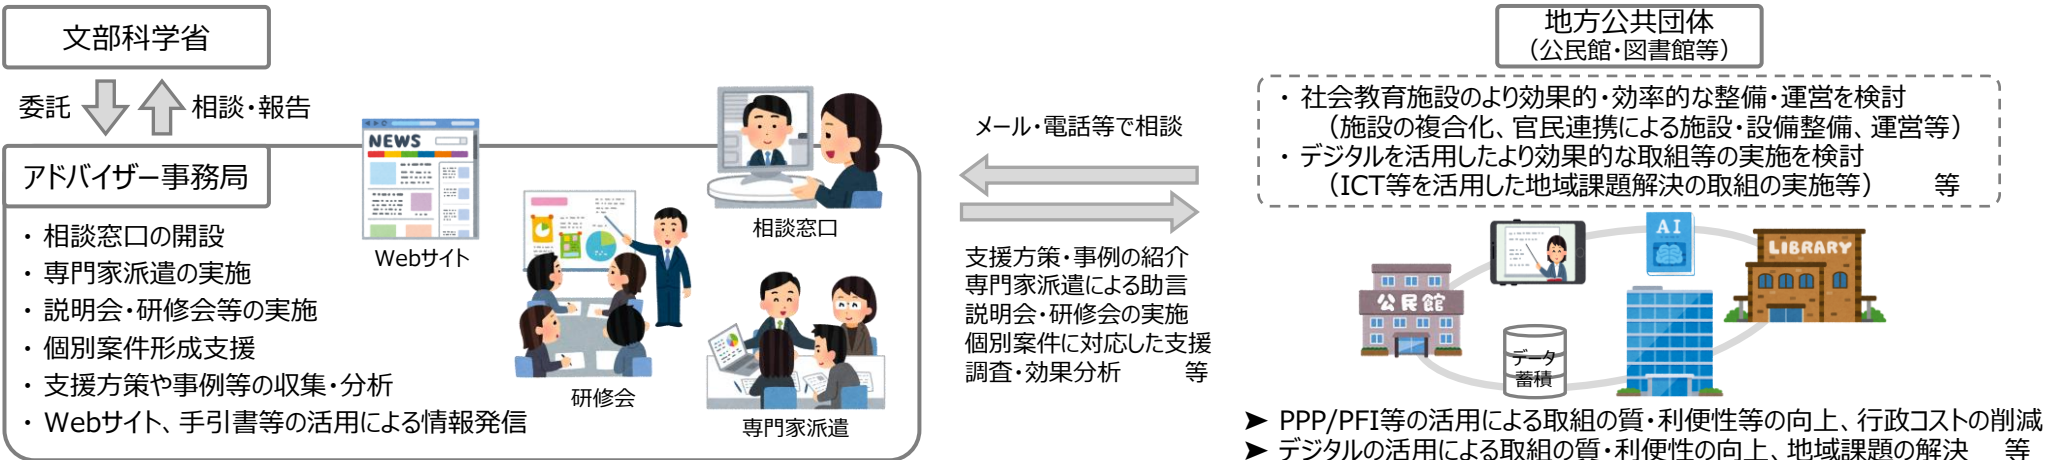 文部科学省
委託
相談・報告
アドバイザー事務局
・ 相談窓口の開設
・ 専門家派遣の実施
・ 説明会・研修会等の実施
・ 個別案件形成支援
・ 支援方策や事例等の収集・分析
・ Webサイト、手引書等の活用による情報発信
NEWS
Webサイト
研修会
相談窓口
専門家派遣
メール・電話等で相談
支援方策・事例の紹介
専門家派遣による助言
説明会・研修会の実施
個別案件に対応した支援
調査・効果分析　　等
地方公共団体
（公民館・図書館等）
・ 社会教育施設のより効果的・効率的な整備・運営を検討
（施設の複合化、官民連携による施設・設備整備、運営等）
・ デジタルを活用したより効果的な取組等の実施を検討
（ICT等を活用した地域課題解決の取組の実施等）　　等
AI
LIBRARY
公民館
データ
蓄積
➤ PPP/PFI等の活用による取組の質・利便性等の向上、行政コストの削減
➤ デジタルの活用による取組の質・利便性の向上、地域課題の解決　等